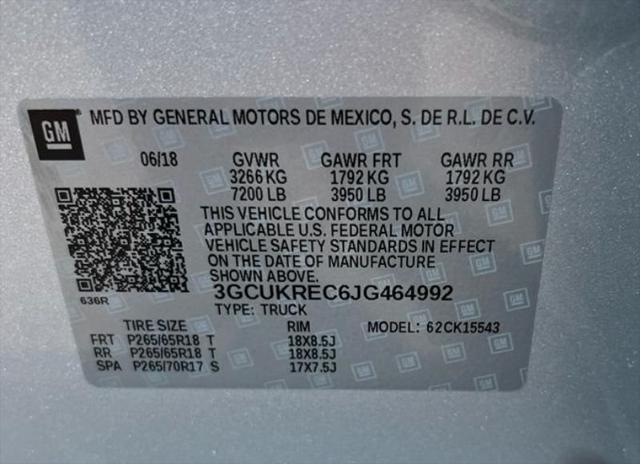 GM MFD BY GENERAL MOTORS DE MEXICO, S. DE R.L. DE C.V.
06/18 GVWR GAWR FRT GAWR RR
3266 KG 1792 KG 1792 KG
7200 LB 3950 LB 3950 LB
THIS VEHICLE CONFORMS TO ALL
APPLICABLE U.S. FEDERAL MOTOR
VEHICLE SAFETY STANDARDS IN EFFECT
ON THE DATE OF MANUFACTURE
SHOWN ABOVE.
636R
3GCUKREC6JG464992
TYPE: TRUCK
TIRE SIZE RIM MODEL: 62CK15543
FRT P265/65R18 T 18X8.5J
RR P265/65R18 T 18X8.5J
SPA P265/70R17 S 17X7.5J